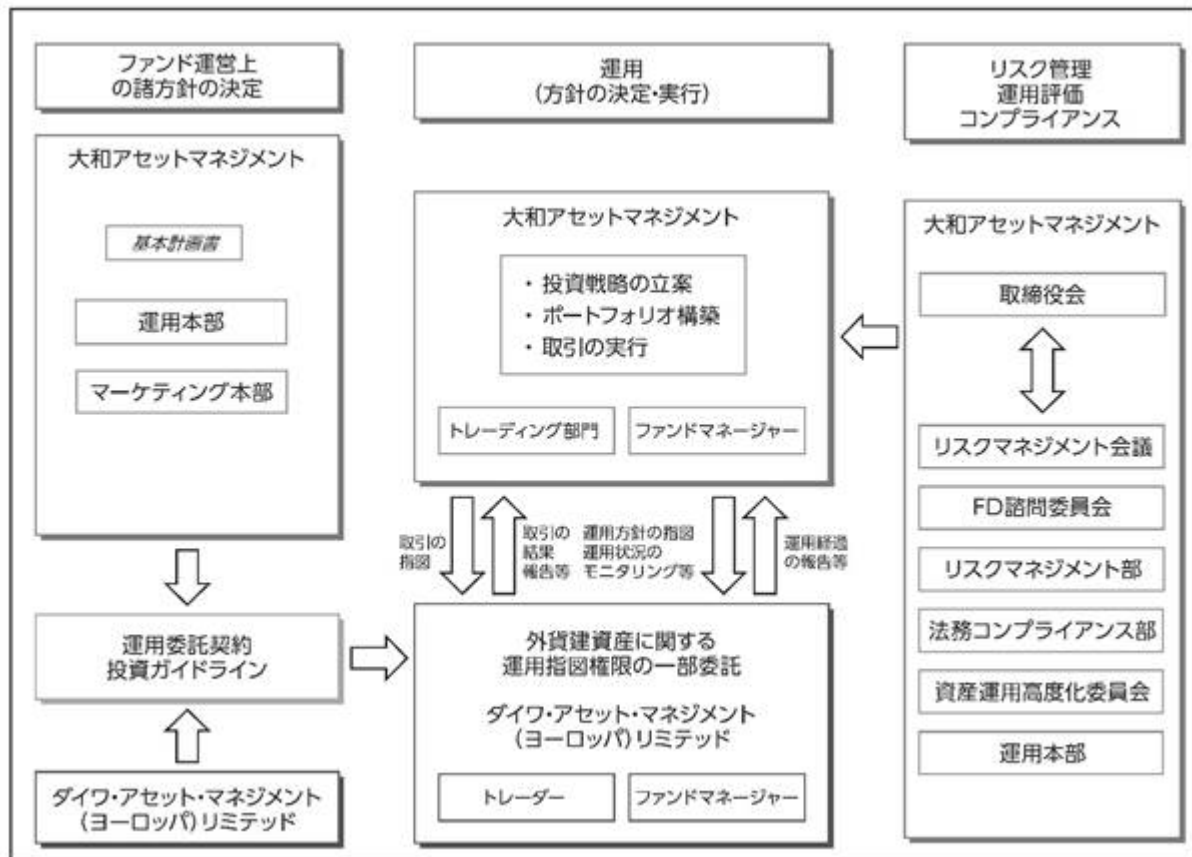 ファンド運営上
の諸方針の決定
大和アセットマネジメント
基本計画書
運用本部
マーケティング本部
運用委託契約
投資ガイドライン
ダイワ・アセット・マネジメント
(ヨーロッパ)リミテッド
運用
(方針の決定・実行)
大和アセットマネジメント
・ 投資戦略の立案
・ ポートフォリオ構築
・ 取引の実行
トレーディング部門
ファンドマネージャー
取引の
指図
取引の
結果
報告等
運用方針の指図
運用状況の
モニタリング等
運用経過
の報告等
外貨建資産に関する
運用指図権限の一部委託
ダイワ・アセット・マネジメント
(ヨーロッパ)リミテッド
トレーダー
ファンドマネージャー
リスク管理
運用評価
コンプライアンス
大和アセットマネジメント
取締役会
リスクマネジメント会議
FD諮問委員会
リスクマネジメント部
法務コンプライアンス部
資産運用高度化委員会
運用本部